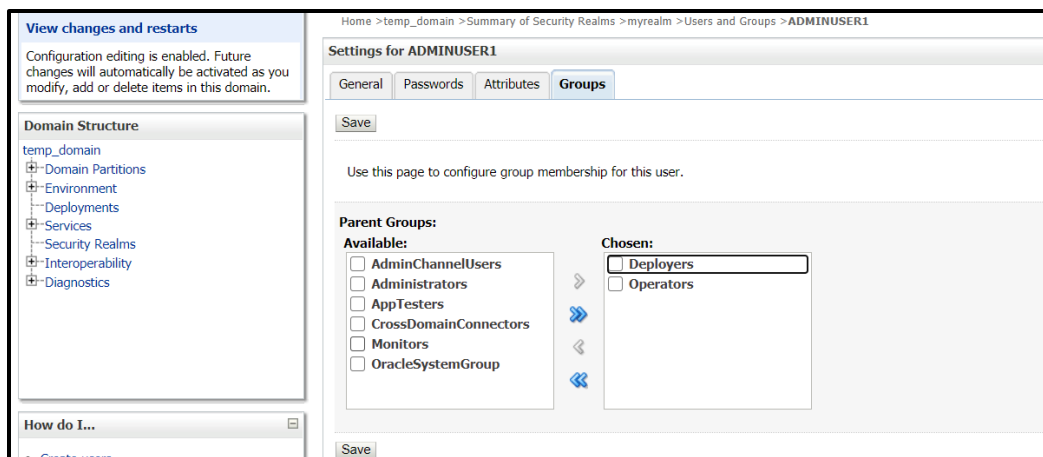 View changes and restarts
Configuration editing is enabled. Future
changes will automatically be activated as you
modify, add or delete items in this domain.
Domain Structure
temp_domain
Domain Partitions
Environment
Deployments
Services
Security Realms
Interoperability
Diagnostics
How do I...
Create users
Home >temp_domain >Summary of Security Realms >myrealm >Users and Groups >ADMINUSER1
Settings for ADMINUSER1
General Passwords Attributes Groups
Save
Use this page to configure group membership for this user.
Parent Groups:
Available:
AdminChannelUsers
Administrators
AppTesters
CrossDomainConnectors
Monitors
OracleSystemGroup
Chosen:
Deployers
Operators
Save